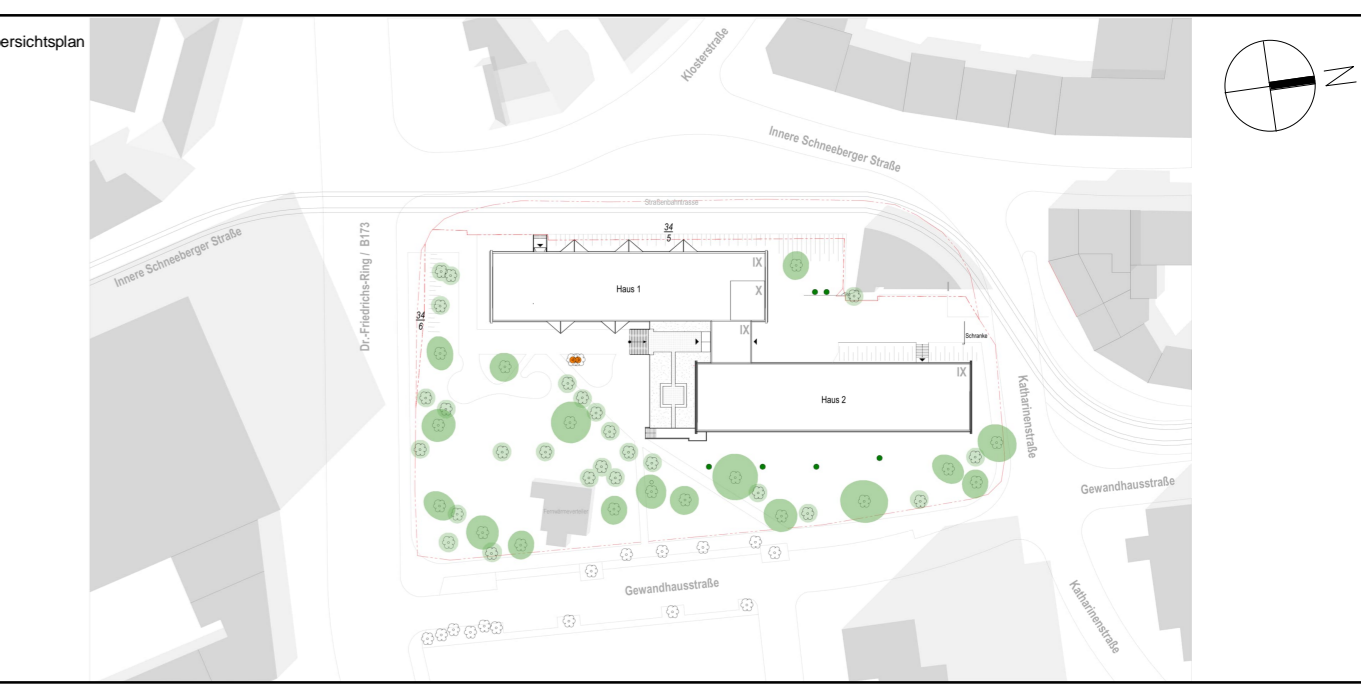 ersichtsplan
Klosterstraße
Innere Schneeberger Straße
Straßenbahntrasse
34
5
Innere Schneeberger Straße
Dr.-Friedrichs-Ring / B173
IX
Haus 1
X
34
6
IX
Schranke
IX
Haus 2
Katharinenstraße
Gewandhausstraße
Gewandhausstraße
Katharinenstraße
N